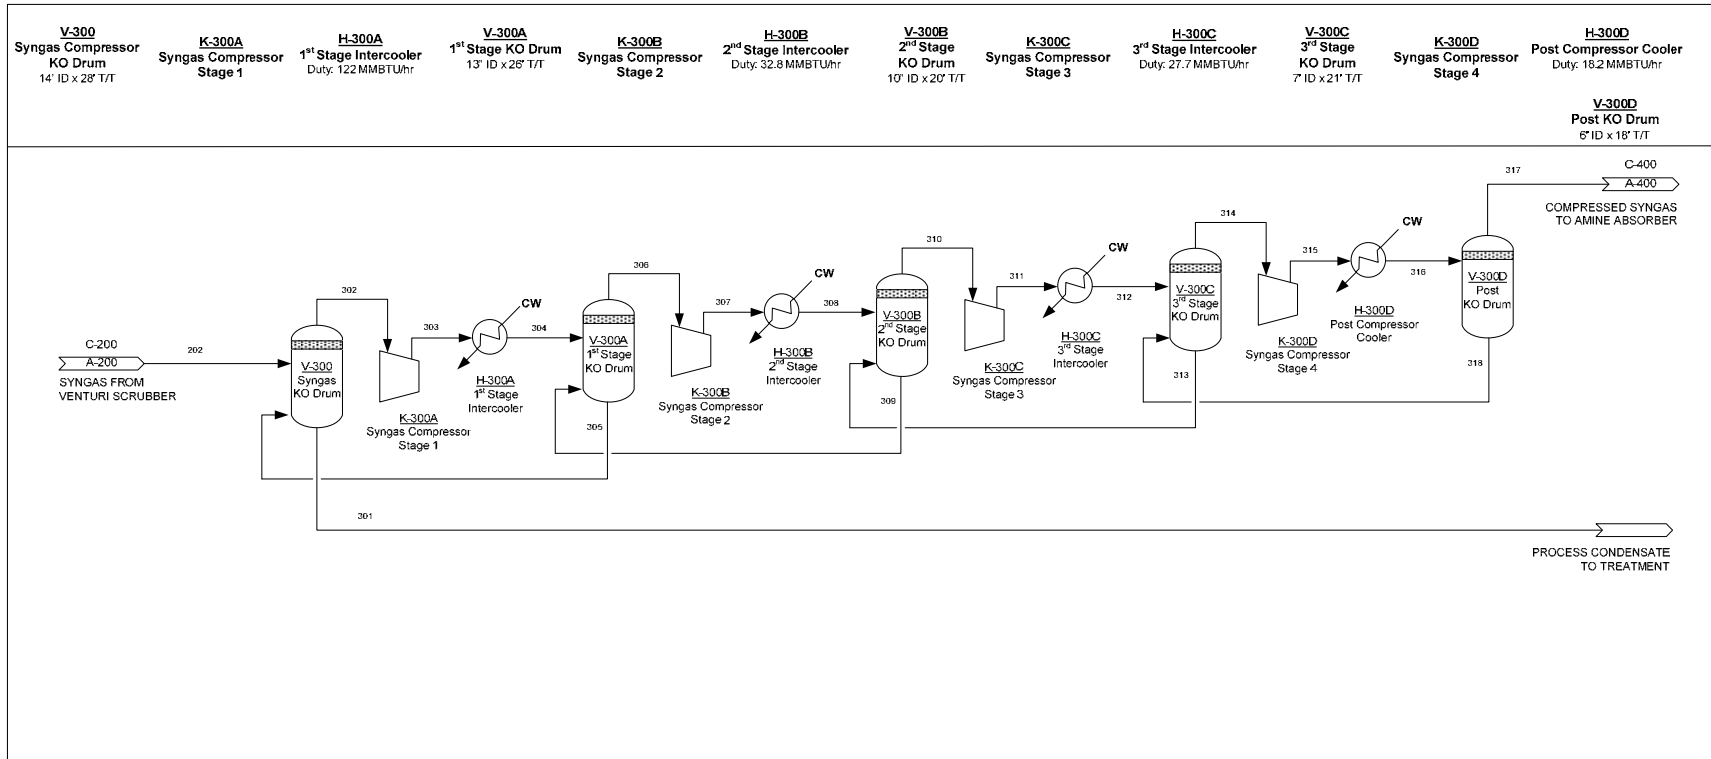 V-300
Syngas Compressor
KO Drum
14' ID x 28' T/T
K-300A
Syngas Compressor
Stage 1
H-300A
1st Stage Intercooler
Duty: 122 MMBTU/hr
V-300A
1st Stage KO Drum
13' ID x 26' T/T
K-300B
Syngas Compressor
Stage 2
H-300B
2nd Stage Intercooler
Duty: 32.8 MMBTU/hr
V-300B
2nd Stage
KO Drum
10' ID x 20' T/T
K-300C
Syngas Compressor
Stage 3
H-300C
3rd Stage Intercooler
Duty: 27.7 MMBTU/hr
V-300C
3rd Stage
KO Drum
7' ID x 21' T/T
K-300D
Syngas Compressor
Stage 4
H-300D
Post Compressor Cooler
Duty: 18.2 MMBTU/hr
V-300D
Post KO Drum
6' ID x 18' T/T
C-200
A-200
SYNGAS FROM
VENTURI SCRUBBER
202
V-300
Syngas
KO Drum
302
K-300A
Syngas Compressor
Stage 1
303
CW
H-300A
1st Stage
Intercooler
304
V-300A
1st Stage
KO Drum
305
306
K-300B
Syngas Compressor
Stage 2
307
CW
H-300B
2nd Stage
Intercooler
308
V-300B
2nd Stage
KO Drum
309
310
K-300C
Syngas Compressor
Stage 3
311
CW
H-300C
3rd Stage
Intercooler
312
V-300C
3rd Stage
KO Drum
313
314
K-300D
Syngas Compressor
Stage 4
315
CW
H-300D
Post Compressor
Cooler
316
V-300D
Post
KO Drum
318
317
C-400
A-400
COMPRESSED SYNGAS
TO AMINE ABSORBER
301
PROCESS CONDENSATE
TO TREATMENT